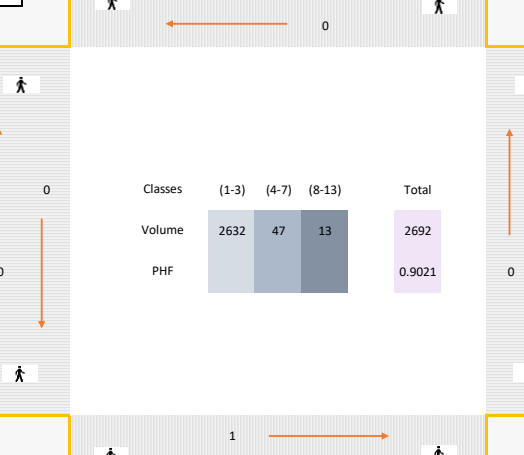 0
0
Classes (1-3) (4-7) (8-13) Total
Volume 2632 47 13 2692
PHF 0.9021
0
1